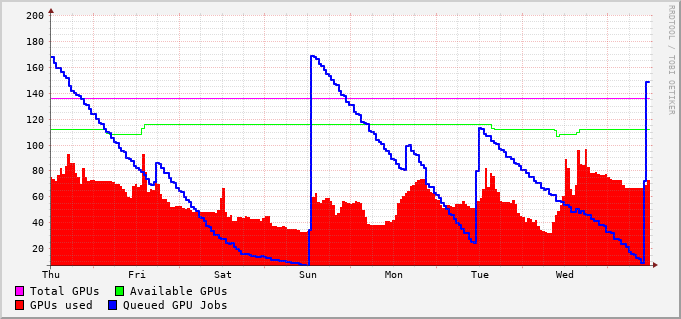 RRDTOOL / TOBI OETIKER
200
180
160
140
120
100
80
60
40
20
Thu Fri Sat Sun Mon Tue Wed
Total GPUs Available GPUs
GPUs used Queued GPU Jobs